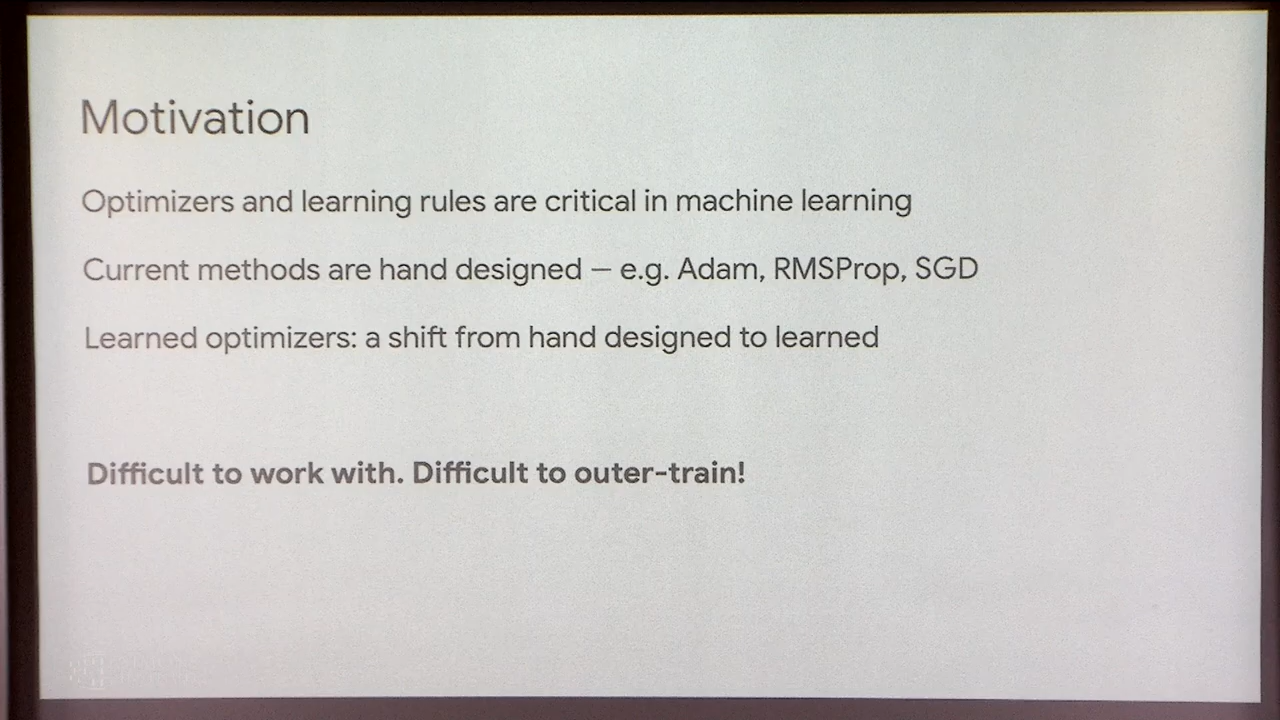 Motivation
Optimizers and learning rules are critical in machine learning
Current methods are hand designed – e.g. Adam, RMSProp, SGD
Learned optimizers: a shift from hand designed to learned
Difficult to work with. Difficult to outer-train!